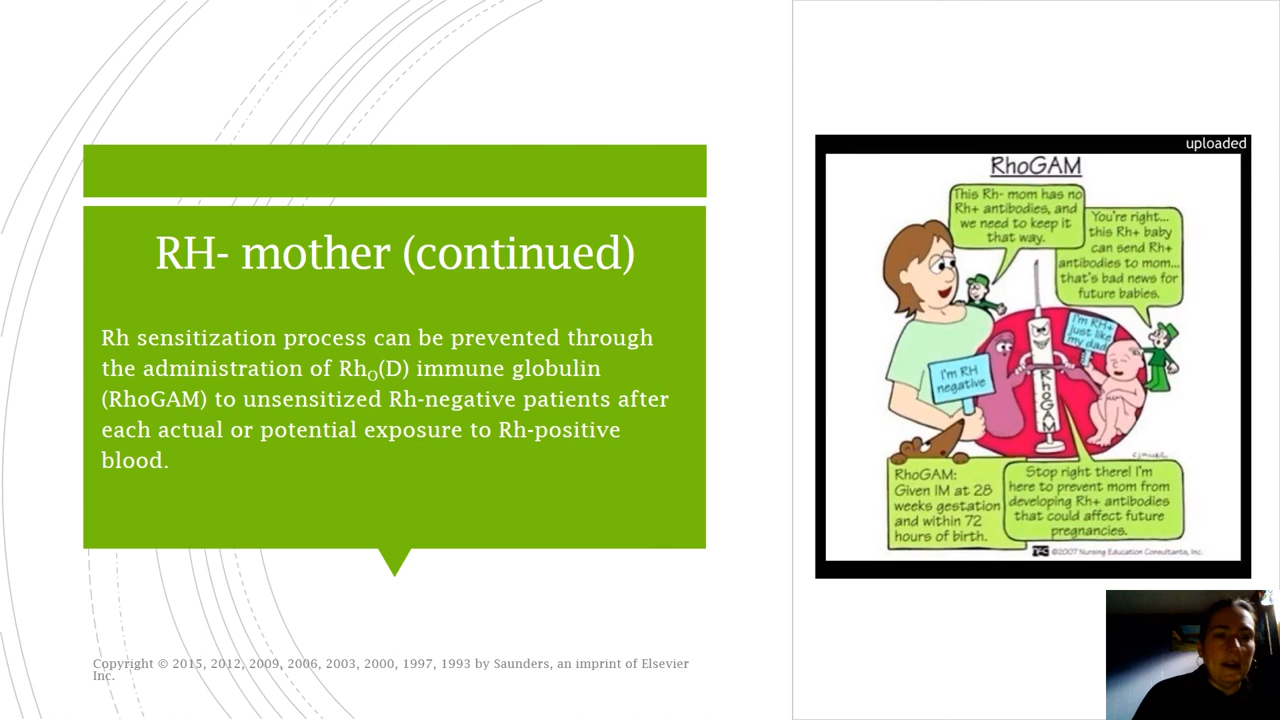 RH- mother (continued)
Rh sensitization process can be prevented through
the administration of RhO(D) immune globulin
(RhoGAM) to unsensitized Rh-negative patients after
each actual or potential exposure to Rh-positive
blood.
Copyright © 2015, 2012, 2009, 2006, 2003, 2000, 1997, 1993 by Saunders, an imprint of Elsevier
Inc.
uploaded
RhoGAM
This Rh- mom has no
Rh+ antibodies, and
we need to keep it
that way.
You're right...
this Rh+ baby
can send Rh+
antibodies to mom...
that's bad news for
future babies.
I'm RH+
just like
my dad
I'm RH
negative
RhoGAM
RhoGAM:
Given IM at 28
weeks gestation
and within 72
hours of birth.
Stop right there! I'm
here to prevent mom from
developing Rh+ antibodies
that could affect future
pregnancies.
©2007 Nursing Education Consultants, Inc.